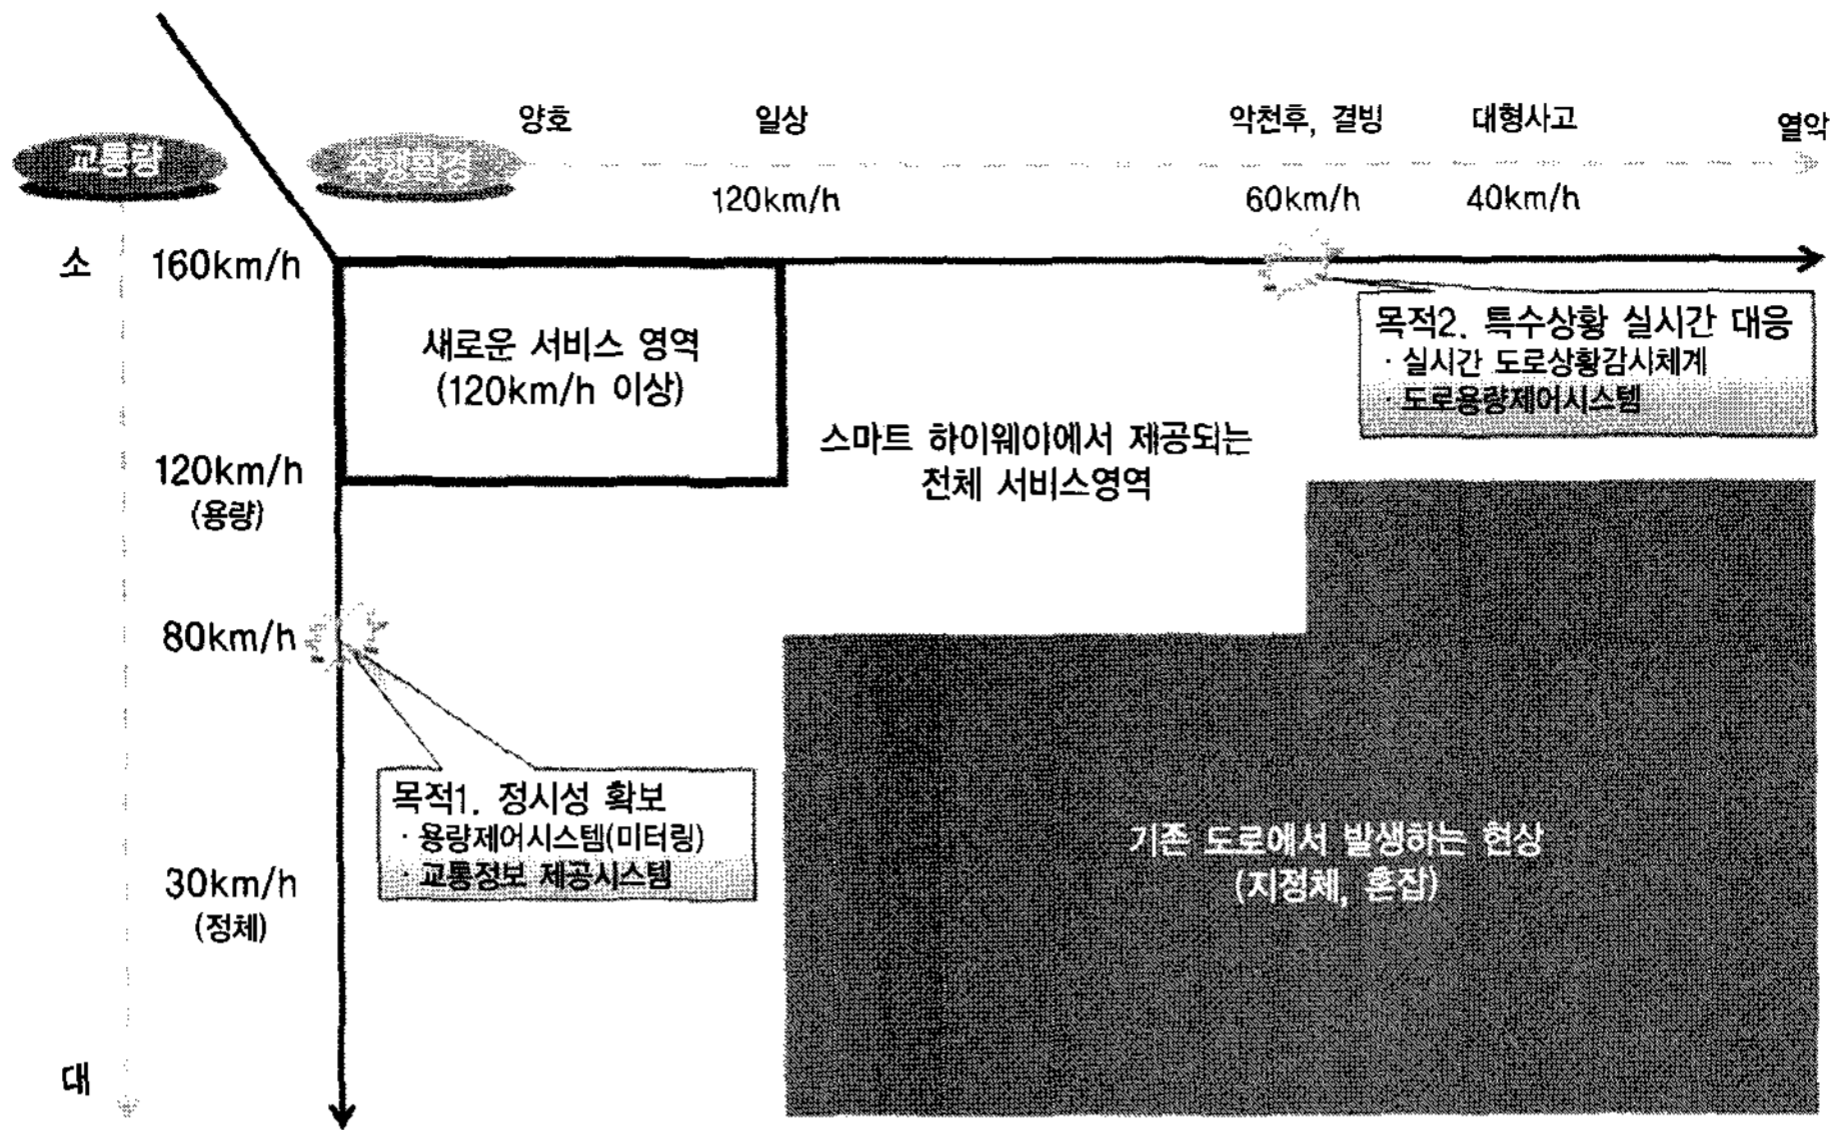 양호 일상 악천후, 결빙 대형사고 열악
교통량 주행환경
120km/h 60km/h 40km/h
소 160km/h
새로운 서비스 영역
(120km/h 이상)
목적2. 특수상황 실시간 대응
· 실시간 도로상황감시체계
· 도로용량제어시스템
스마트 하이웨이에서 제공되는
전체 서비스영역
120km/h
(용량)
80km/h
목적1. 정시성 확보
· 용량제어시스템(미터링)
· 교통정보 제공시스템
30km/h
(정체)
기존 도로에서 발생하는 현상
(지정체, 혼잡)
대